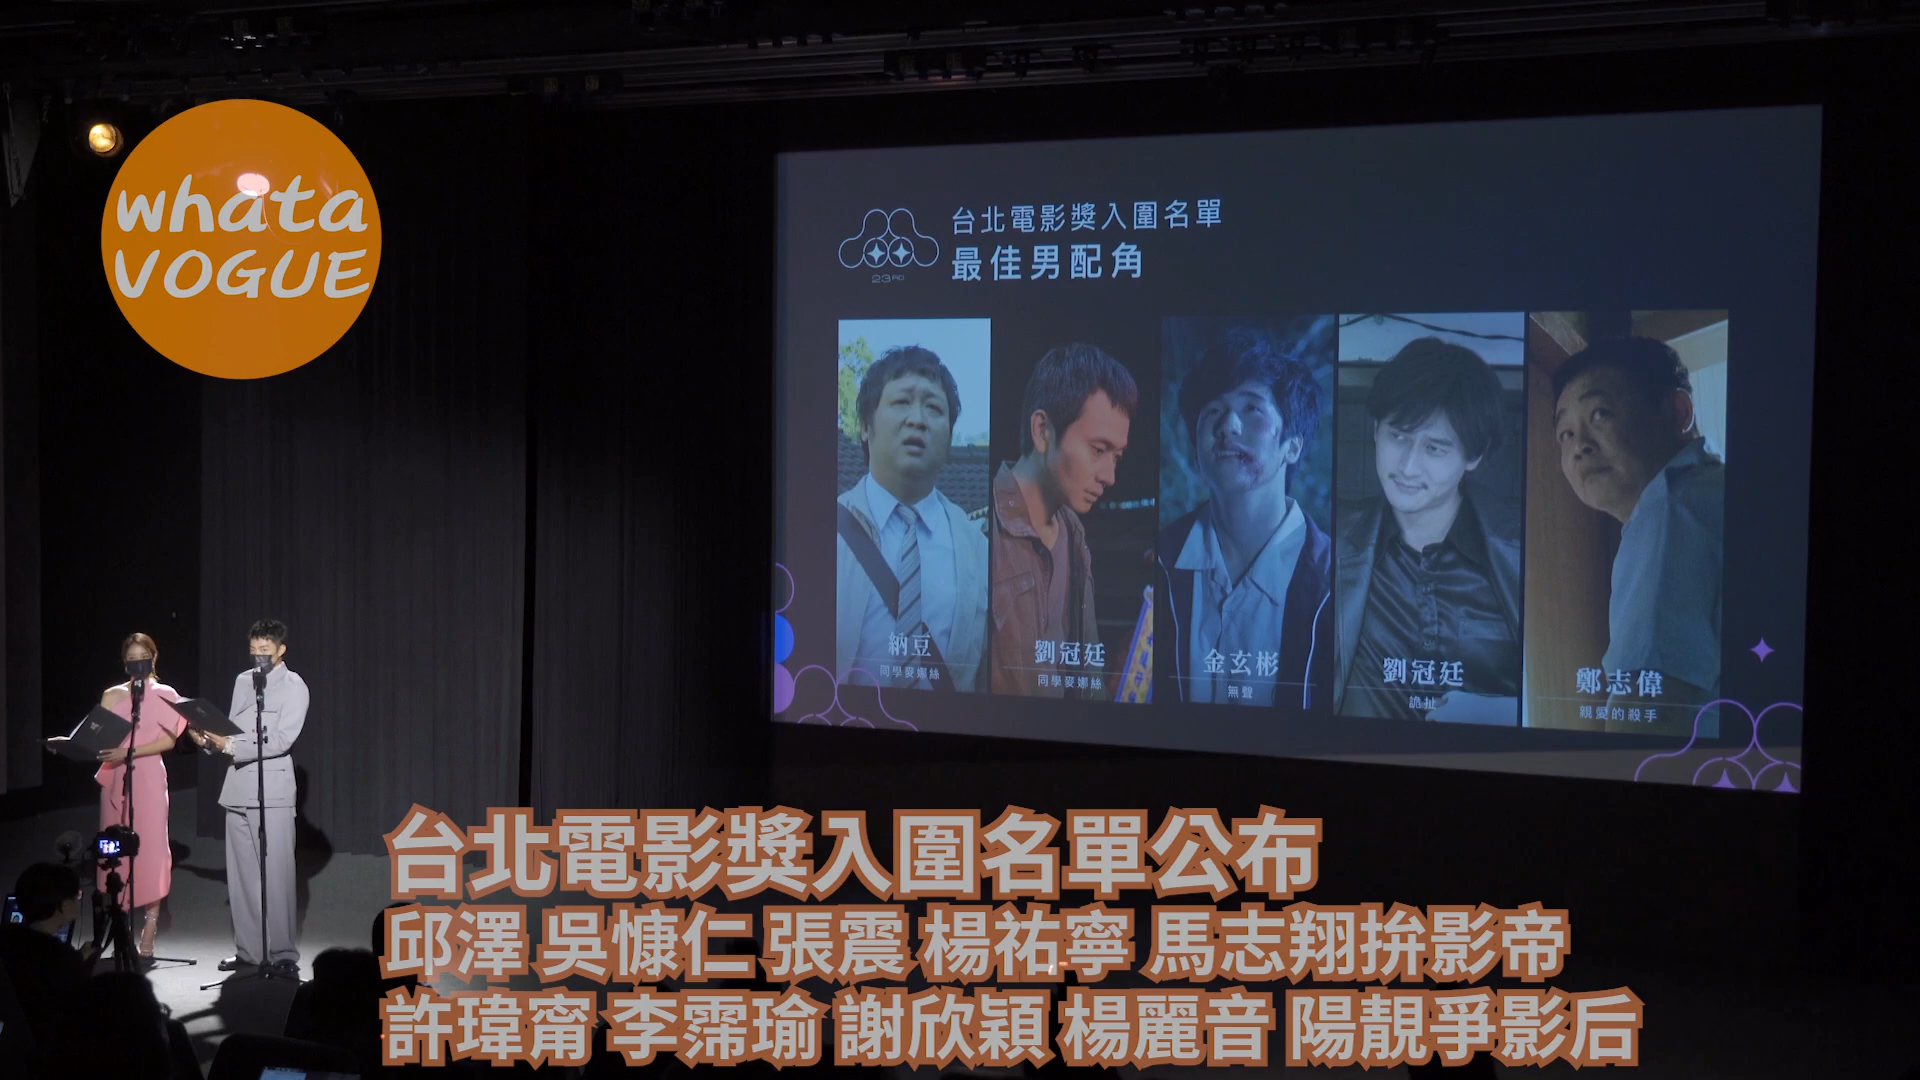 whata
VOGUE
台北電影獎入圍名單
最佳男配角
23RD
納豆
同學麥娜絲
劉冠廷
同學麥娜絲
金玄彬
無聲
劉冠廷
詭扯
鄭志偉
親愛的殺手
台北電影獎入圍名單公布
邱澤 吳慷仁 張震 楊祐寧 馬志翔拚影帝
許瑋甯 李霈瑜 謝欣穎 楊麗音 陽靚爭影后